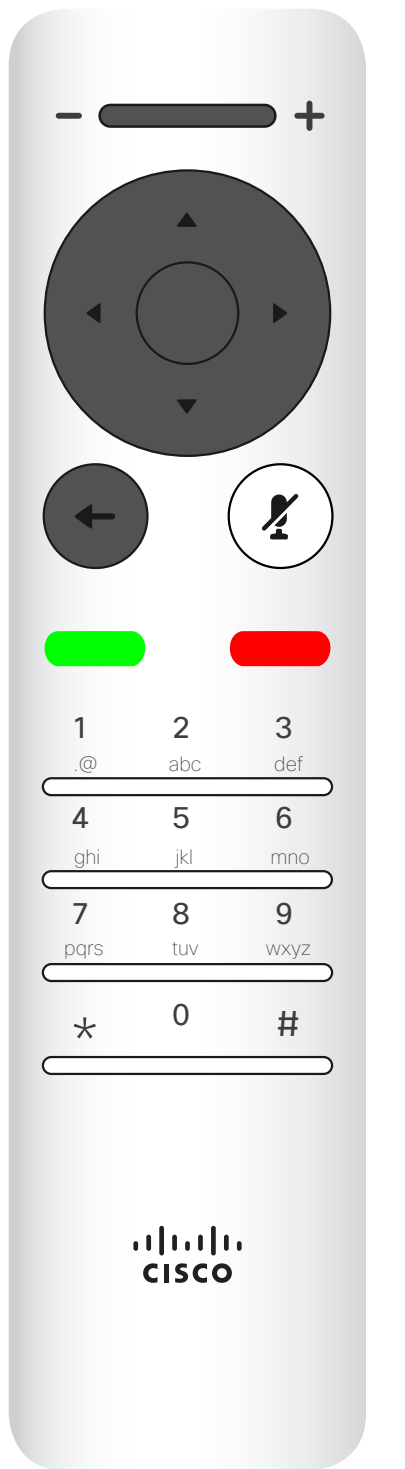 − +
1 2 3
.@ abc def
4 5 6
ghi jkl mno
7 8 9
pqrs tuv wxyz
* 0 #
CISCO